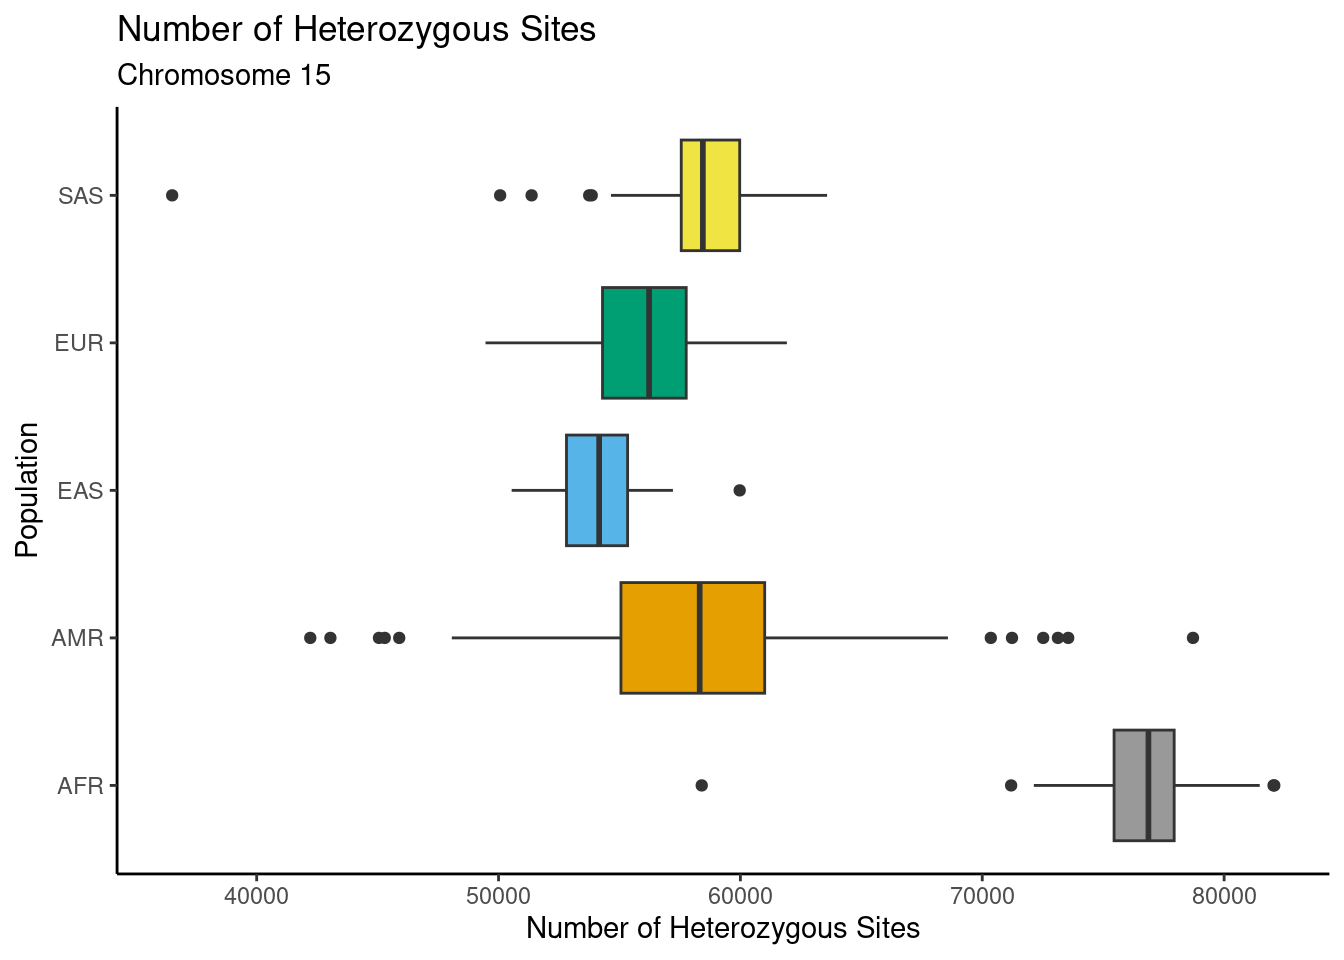 Number of Heterozygous Sites
Chromosome 15
SAS
EUR
EAS
AMR
AFR
Population
40000 50000 60000 70000 80000
Number of Heterozygous Sites